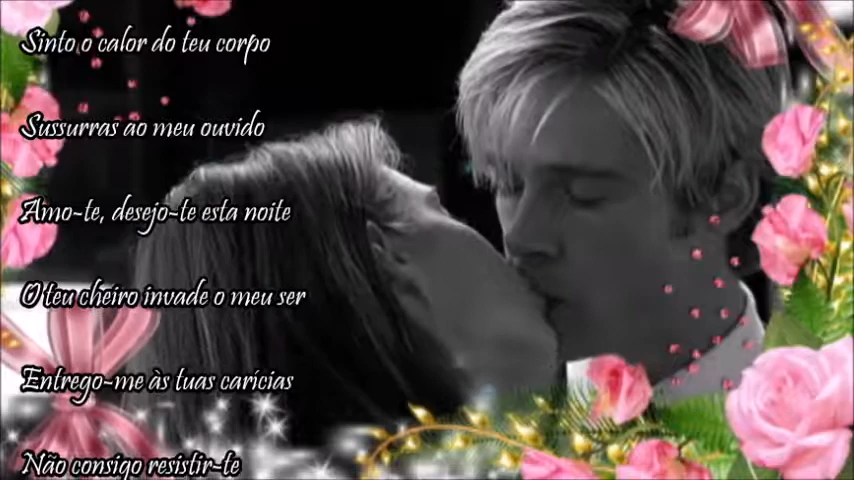 Sinto o calor do teu corpo
Sussurras ao meu ouvido
Amo-te, desejo-te esta noite
O teu cheiro invade o meu ser
Entrego-me às tuas carícias
Não consigo resistir-te